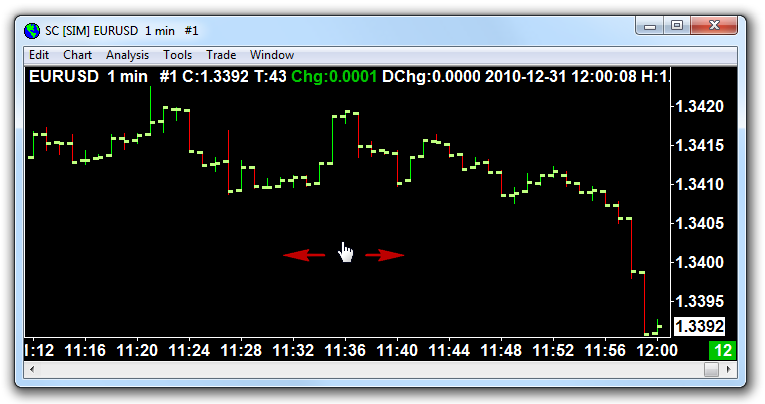 SC [SIM] EURUSD  1 min   #1
Edit Chart Analysis Tools Trade Window
EURUSD  1 min   #1 C:1.3392 T:43 Chg:0.0001 DChg:0.0000 2010-12-31 12:00:08 H:1.
1.3420
1.3415
1.3410
1.3405
1.3400
1.3395
1.3392
11:12 11:16 11:20 11:24 11:28 11:32 11:36 11:40 11:44 11:48 11:52 11:56 12:00 12